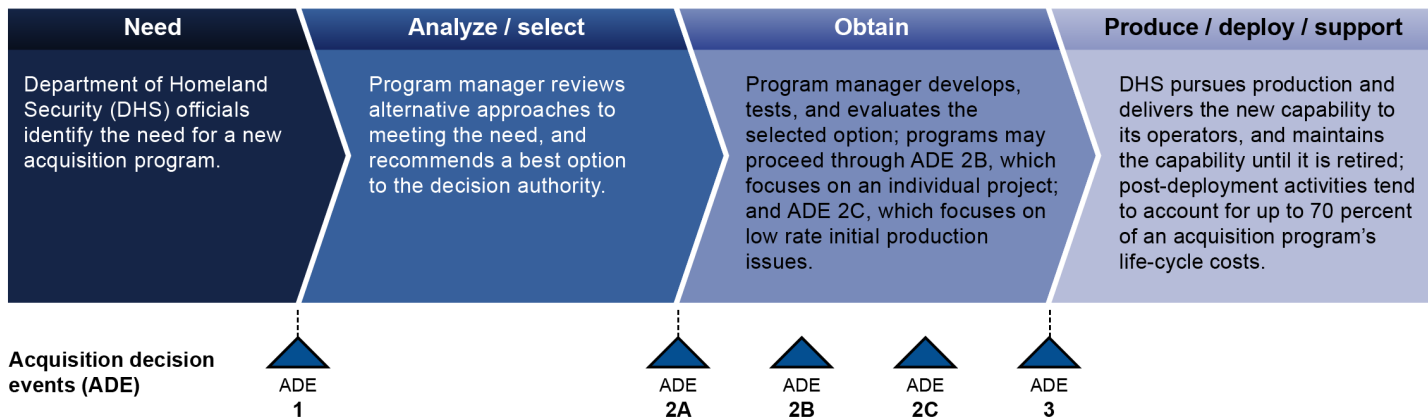 Need
Department of Homeland
Security (DHS) officials
identify the need for a new
acquisition program.
Analyze / select
Program manager reviews
alternative approaches to
meeting the need, and
recommends a best option
to the decision authority.
Obtain
Program manager develops,
tests, and evaluates the
selected option; programs may
proceed through ADE 2B, which
focuses on an individual project;
and ADE 2C, which focuses on
low rate initial production
issues.
Produce / deploy / support
DHS pursues production and
delivers the new capability to
its operators, and maintains
the capability until it is retired;
post-deployment activities tend
to account for up to 70 percent
of an acquisition program’s
life-cycle costs.
Acquisition decision
events (ADE)
ADE
1
ADE
2A
ADE
2B
ADE
2C
ADE
3